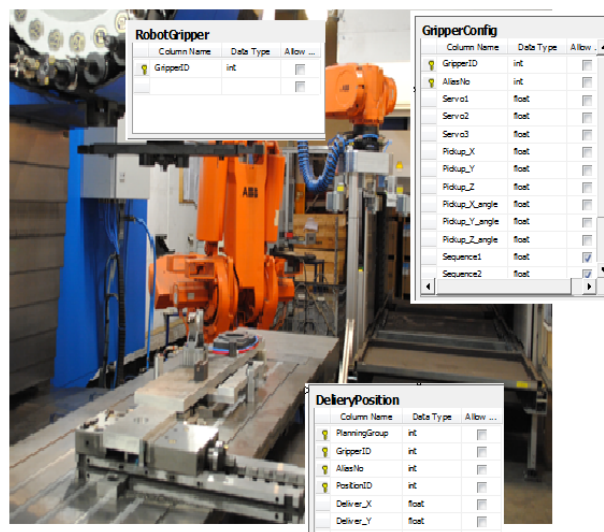 RobotGripper
Column Name Data Type Allow ...
GripperID int
GripperConfig
Column Name Data Type Allow ...
GripperID int
AliasNo int
Servo1 float
Servo2 float
Servo3 float
Pickup_X float
Pickup_Y float
Pickup_Z float
Pickup_X_angle float
Pickup_Y_angle float
Pickup_Z_angle float
Sequence1 float
Sequence2 float
ABB
DelieryPosition
Column Name Data Type Allow ...
PlanningGroup int
GripperID int
AliasNo int
PositionID int
Deliver_X float
Deliver_Y float